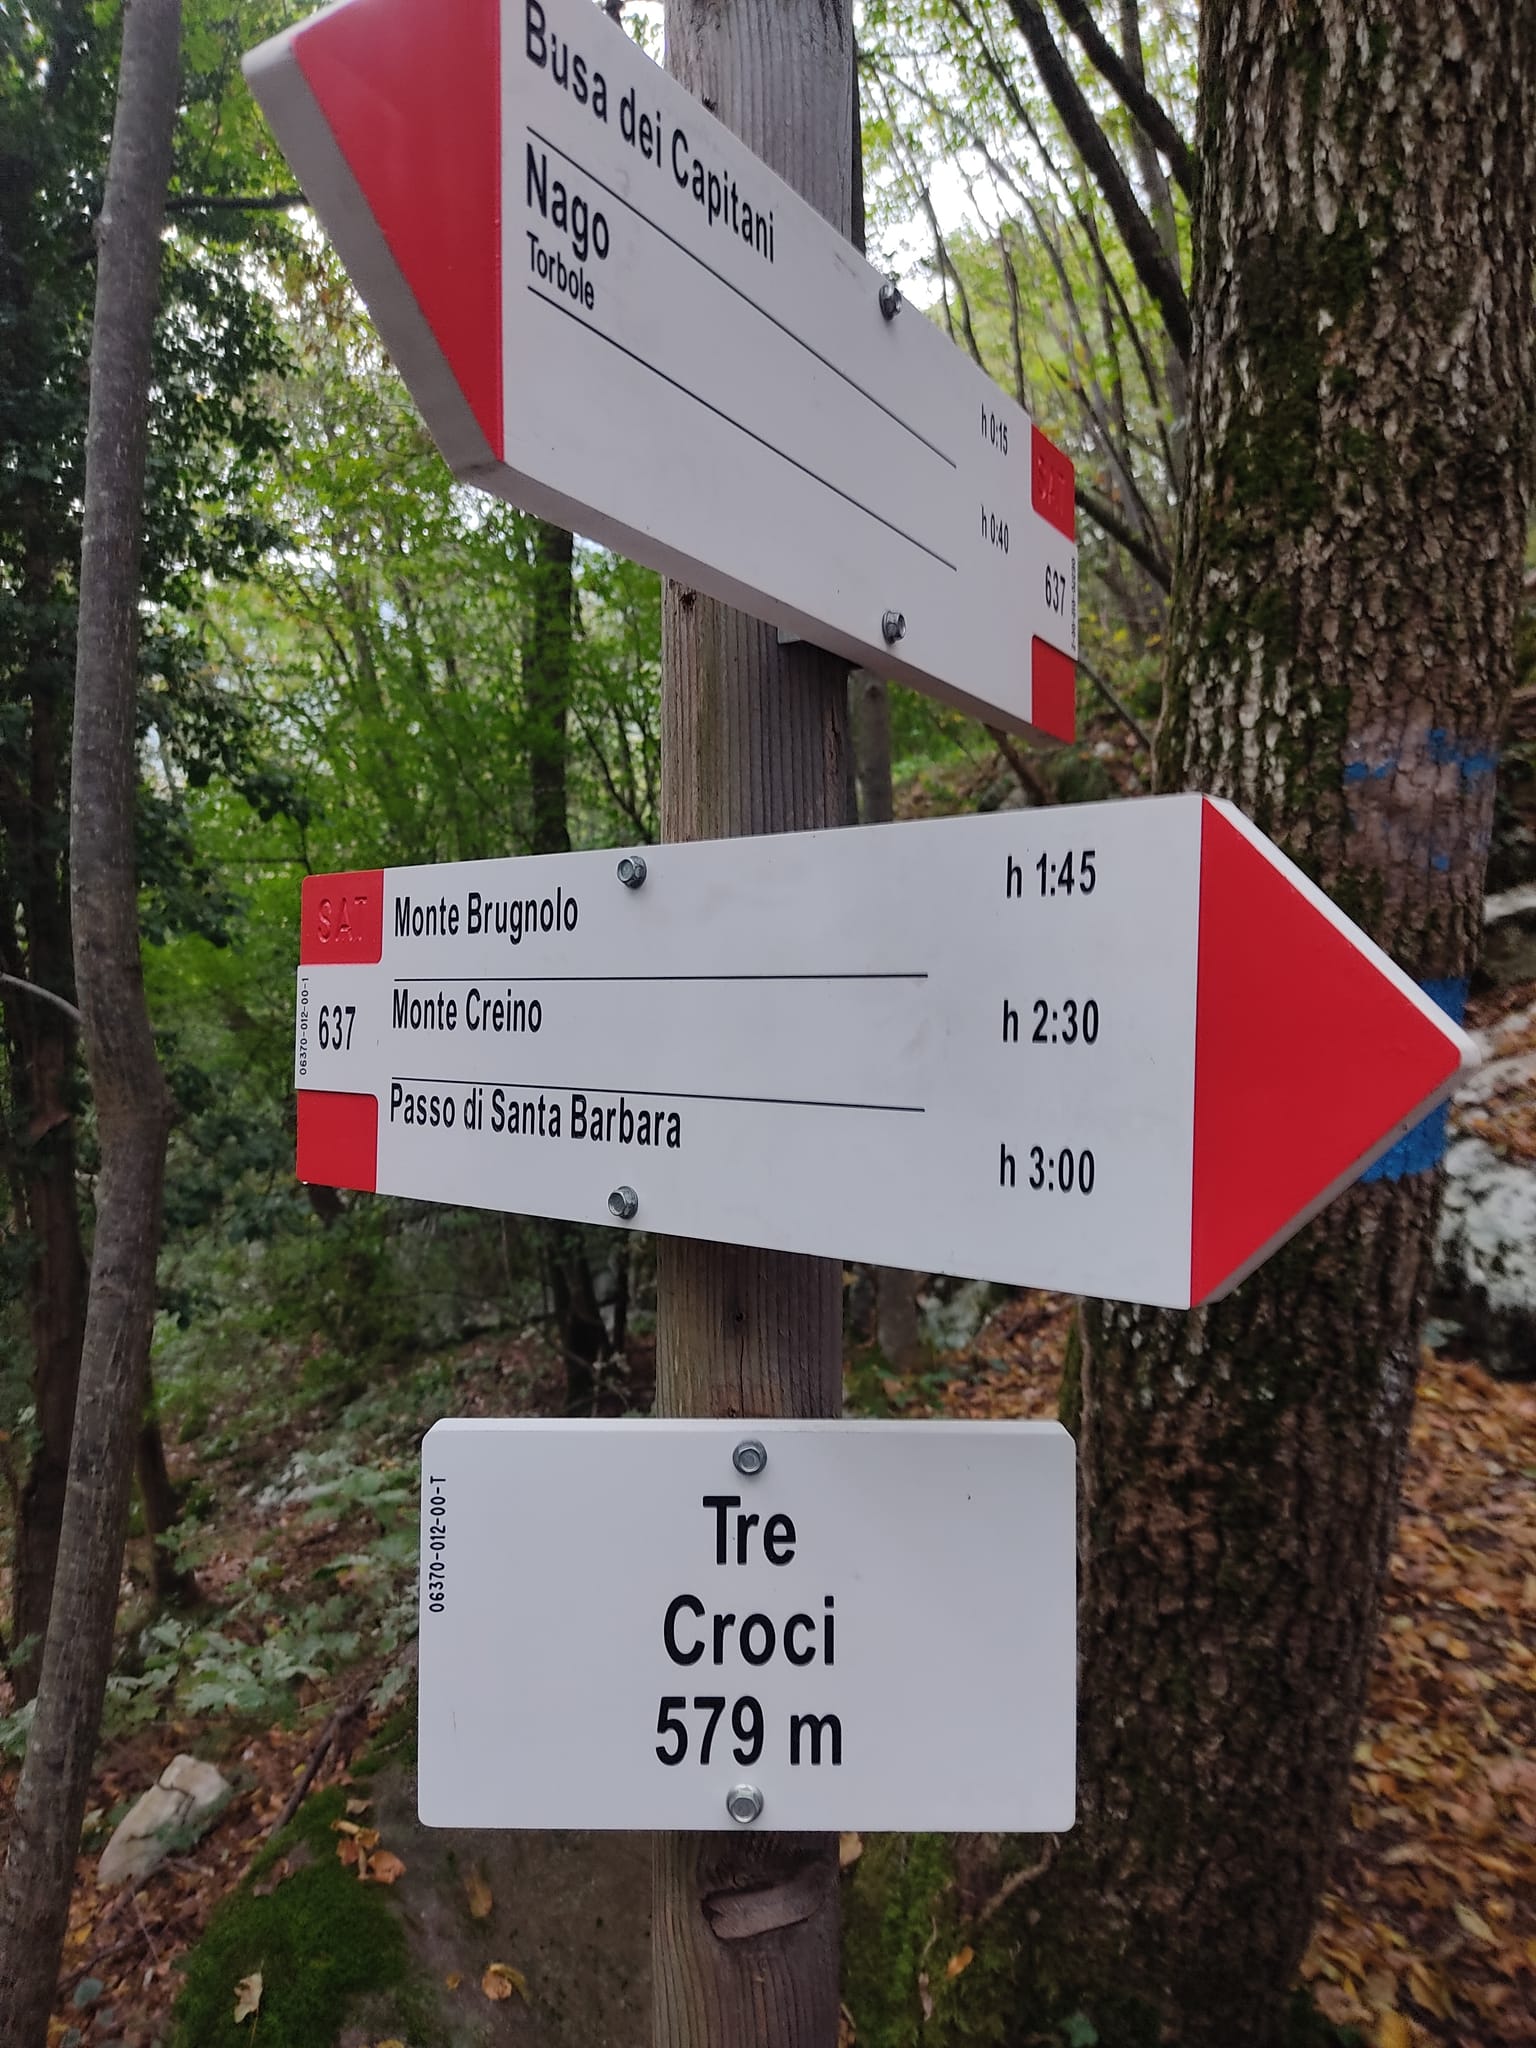 Busa dei Capitani
h 0:15
Nago
Torbole
h 0:40
SAT
637
SAT
637
06370-012-00-1
Monte Brugnolo h 1:45
Monte Creino h 2:30
Passo di Santa Barbara h 3:00
06370-012-00-T
Tre
Croci
579 m